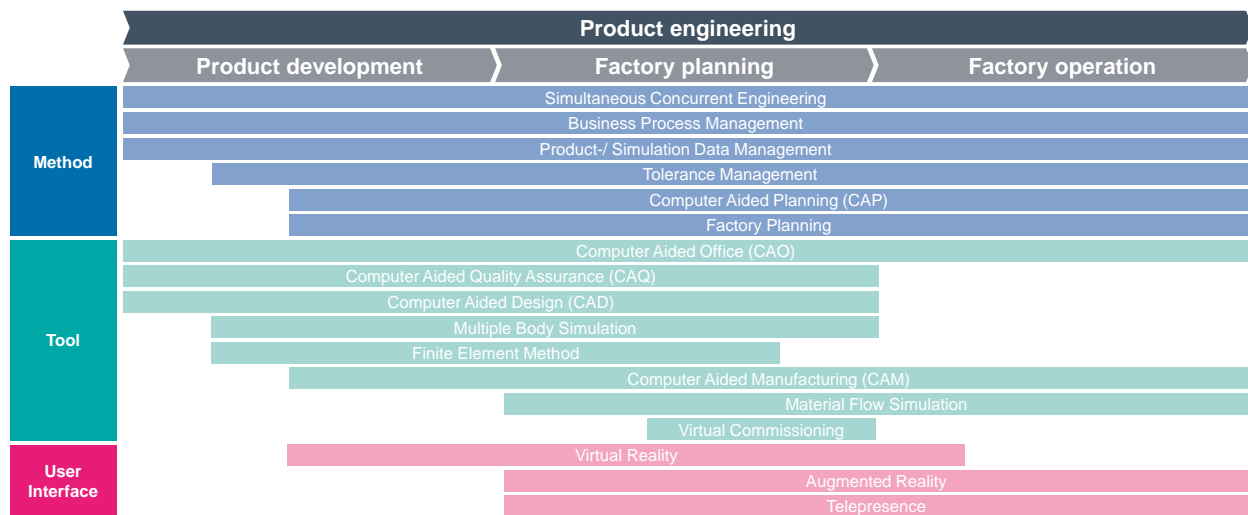 Product engineering
Product development
Factory planning
Factory operation
Method
Simultaneous Concurrent Engineering
Business Process Management
Product-/ Simulation Data Management
Tolerance Management
Computer Aided Planning (CAP)
Factory Planning
Tool
Computer Aided Office (CAO)
Computer Aided Quality Assurance (CAQ)
Computer Aided Design (CAD)
Multiple Body Simulation
Finite Element Method
Computer Aided Manufacturing (CAM)
Material Flow Simulation
Virtual Commissioning
User
Interface
Virtual Reality
Augmented Reality
Telepresence